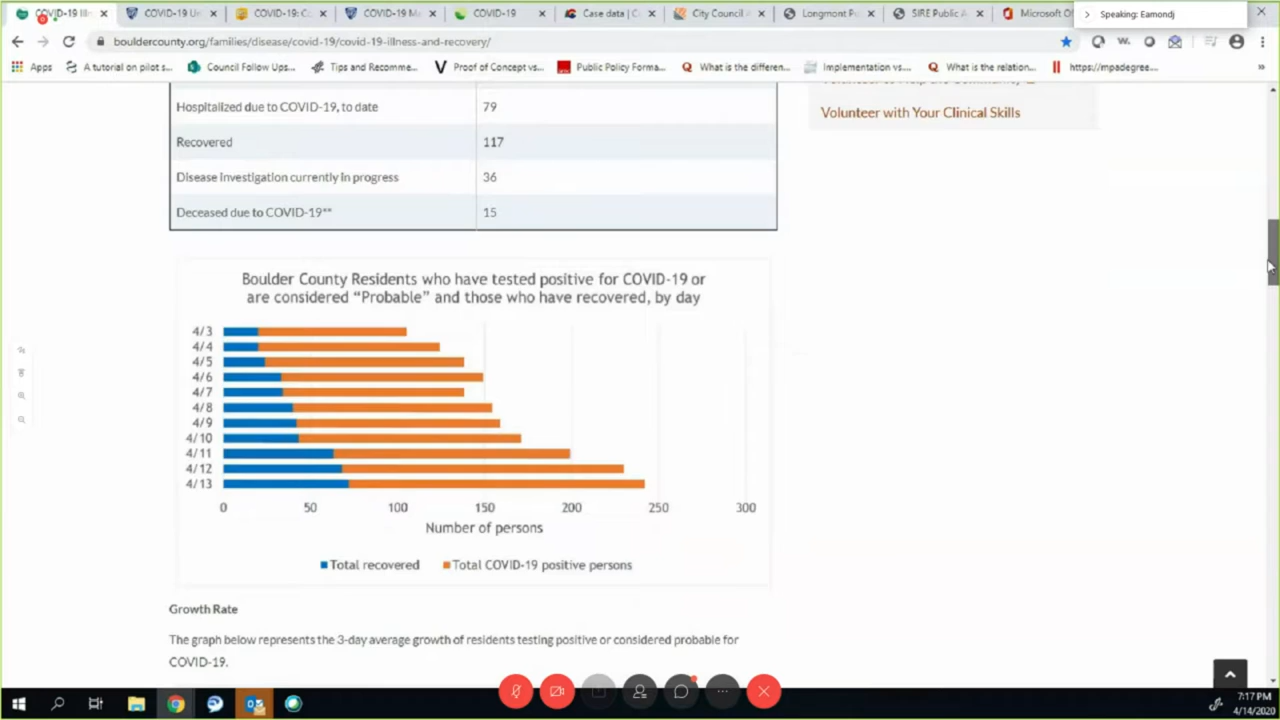 COVID-19 Illn
COVID-19 Un
COVID-19: C
COVID-19 M
COVID-19
Case data | C
City Council
Longmont P
SIRE Public A
Microsoft Of
Speaking: Eamondj
bouldercounty.org/families/disease/covid-19/covid-19-illness-and-recovery/
Apps
A tutorial on pilot s...
Council Follow Ups...
Tips and Recomme...
Proof of Concept vs...
Public Policy Forma...
What is the differen...
Implementation vs....
What is the relation...
https://mpadegree....
Hospitalized due to COVID-19, to date
79
Volunteer with Your Clinical Skills
Recovered
117
Disease investigation currently in progress
36
Deceased due to COVID-19**
15
Boulder County Residents who have tested positive for COVID-19 or
are considered “Probable” and those who have recovered, by day
4/3
4/4
4/5
4/6
4/7
4/8
4/9
4/10
4/11
4/12
4/13
0 50 100 150 200 250 300
Number of persons
Total recovered Total COVID-19 positive persons
Growth Rate
The graph below represents the 3-day average growth of residents testing positive or considered probable for
COVID-19.
7:17 PM
4/14/2020